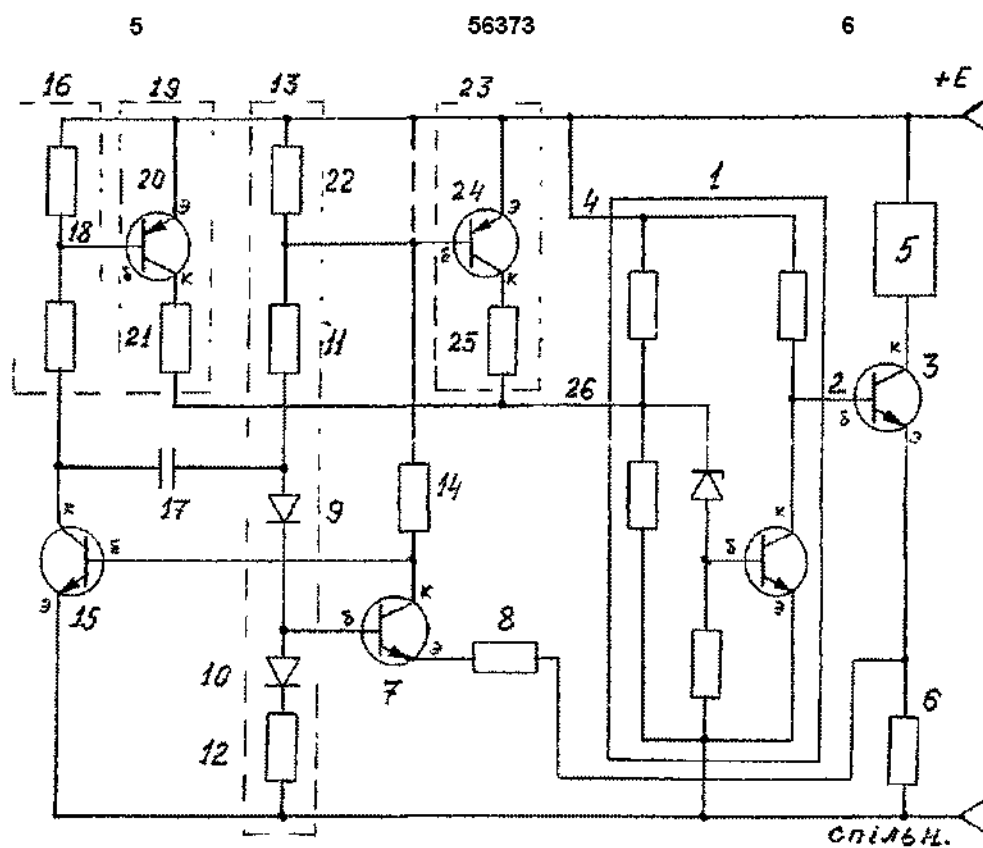 5 56373 6
16 19 13 23 +E
1
20 э 22 24 э 4
18 5
б к б к
21 11 25 к 3
26 2 б э
17 9 14
к б к
б
15 э 8 э
б к э
10 7 6
12
спільн.